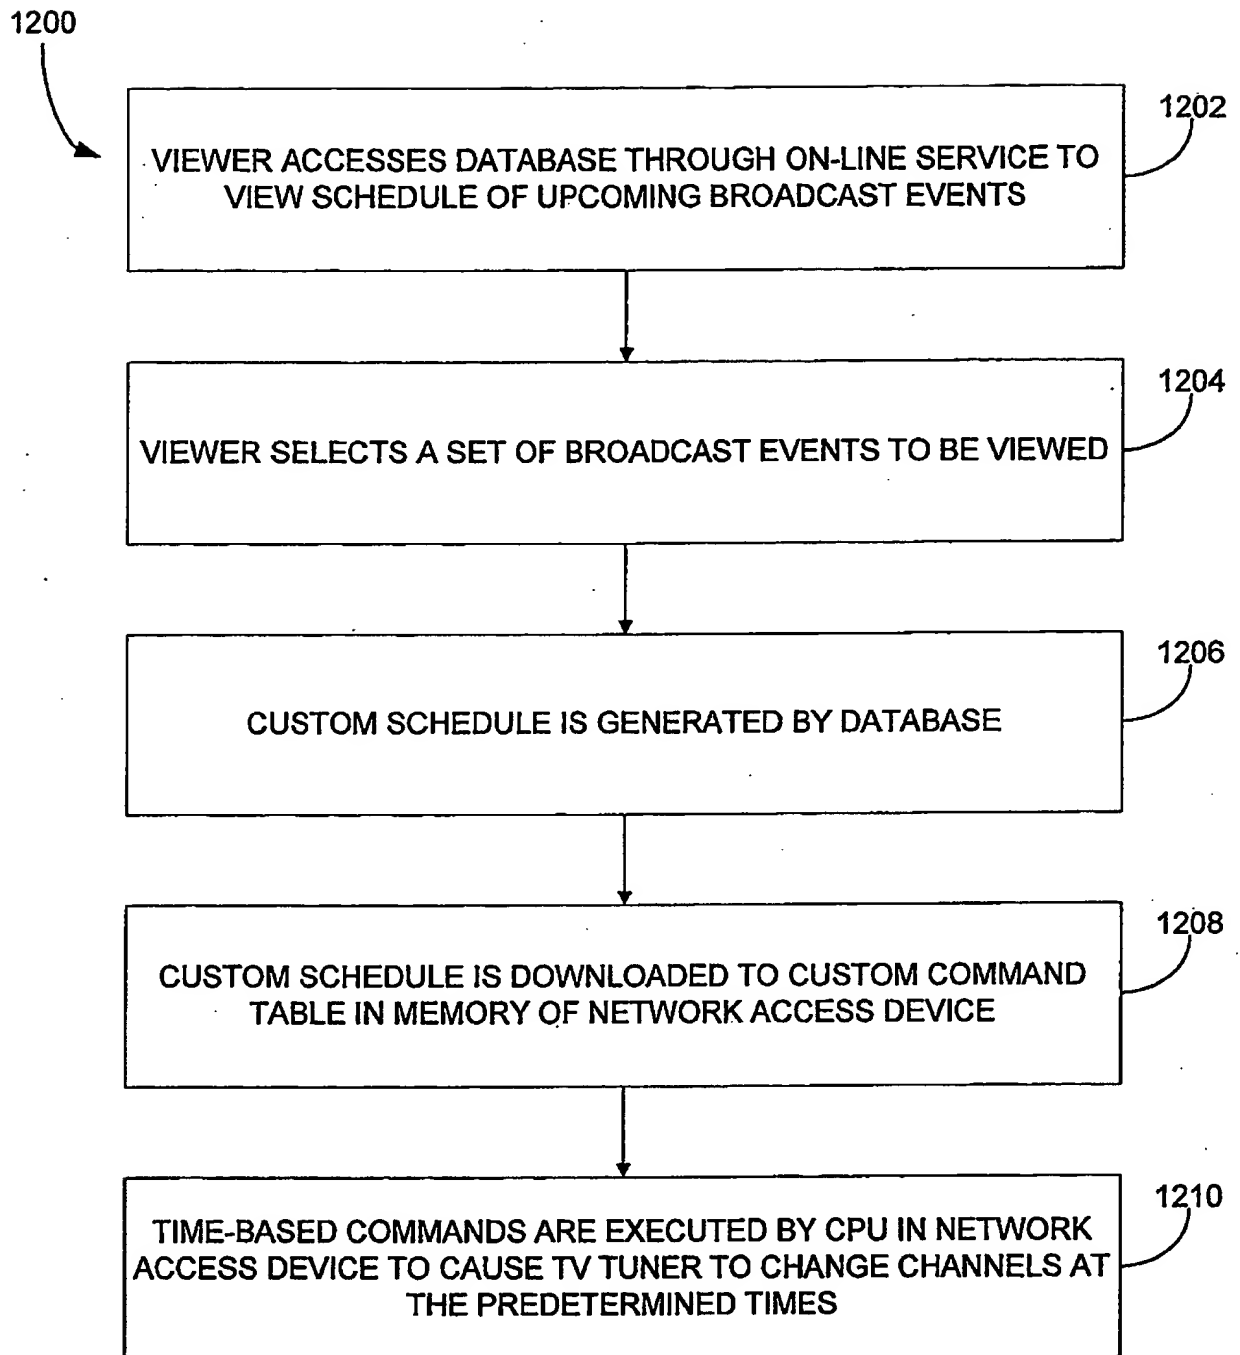 1200
1202
VIEWER ACCESSES DATABASE THROUGH ON-LINE SERVICE TO
VIEW SCHEDULE OF UPCOMING BROADCAST EVENTS
1204
VIEWER SELECTS A SET OF BROADCAST EVENTS TO BE VIEWED
1206
CUSTOM SCHEDULE IS GENERATED BY DATABASE
1208
CUSTOM SCHEDULE IS DOWNLOADED TO CUSTOM COMMAND
TABLE IN MEMORY OF NETWORK ACCESS DEVICE
1210
TIME-BASED COMMANDS ARE EXECUTED BY CPU IN NETWORK
ACCESS DEVICE TO CAUSE TV TUNER TO CHANGE CHANNELS AT
THE PREDETERMINED TIMES